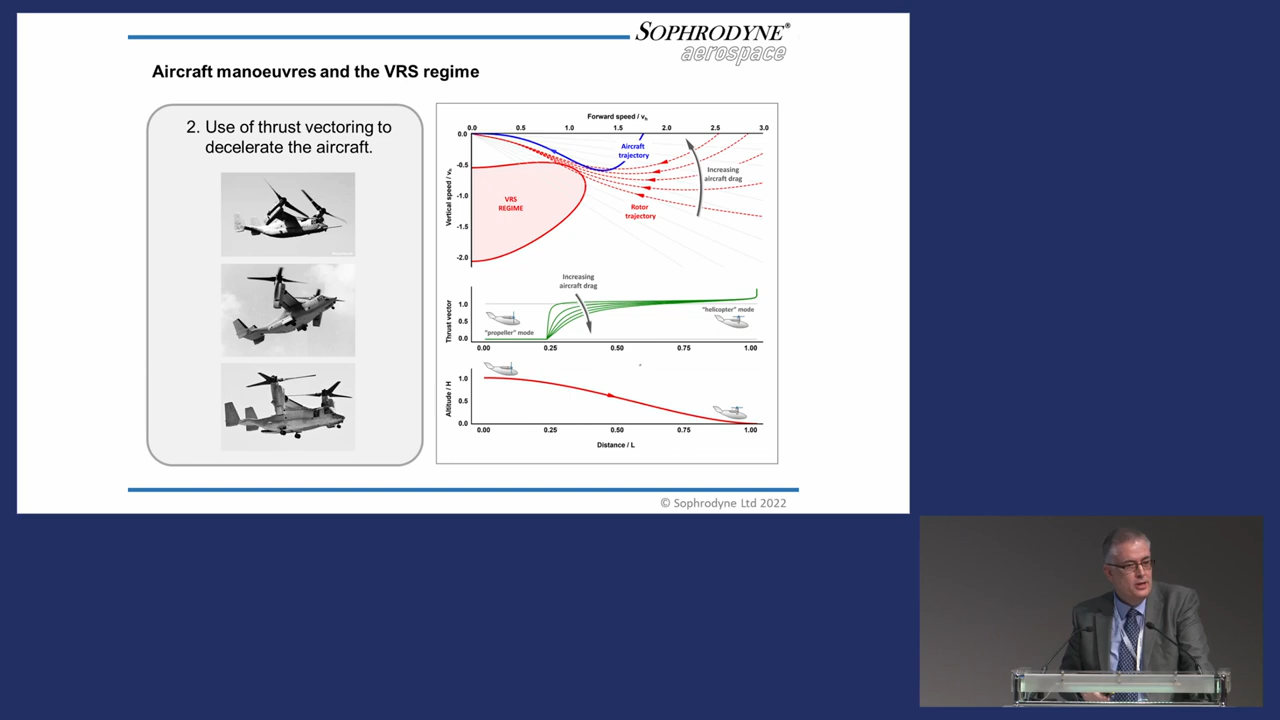 SOPHRODYNE®
aerospace
Aircraft manoeuvres and the VRS regime
2. Use of thrust vectoring to
decelerate the aircraft.
Forward speed / vh
0.0 0.5 1.0 1.5 2.0 2.5 3.0
0.0
-0.5
-1.0
-1.5
-2.0
Vertical speed / vh
Aircraft
trajectory
Increasing
aircraft drag
VRS
REGIME
Rotor
trajectory
Increasing
aircraft drag
Thrust vector
1.0
0.5
0.0
"propeller" mode
"helicopter" mode
0.00 0.25 0.50 0.75 1.00
Altitude / H
1.0
0.5
0.0
0.00 0.25 0.50 0.75 1.00
Distance / L
© Sophrodyne Ltd 2022